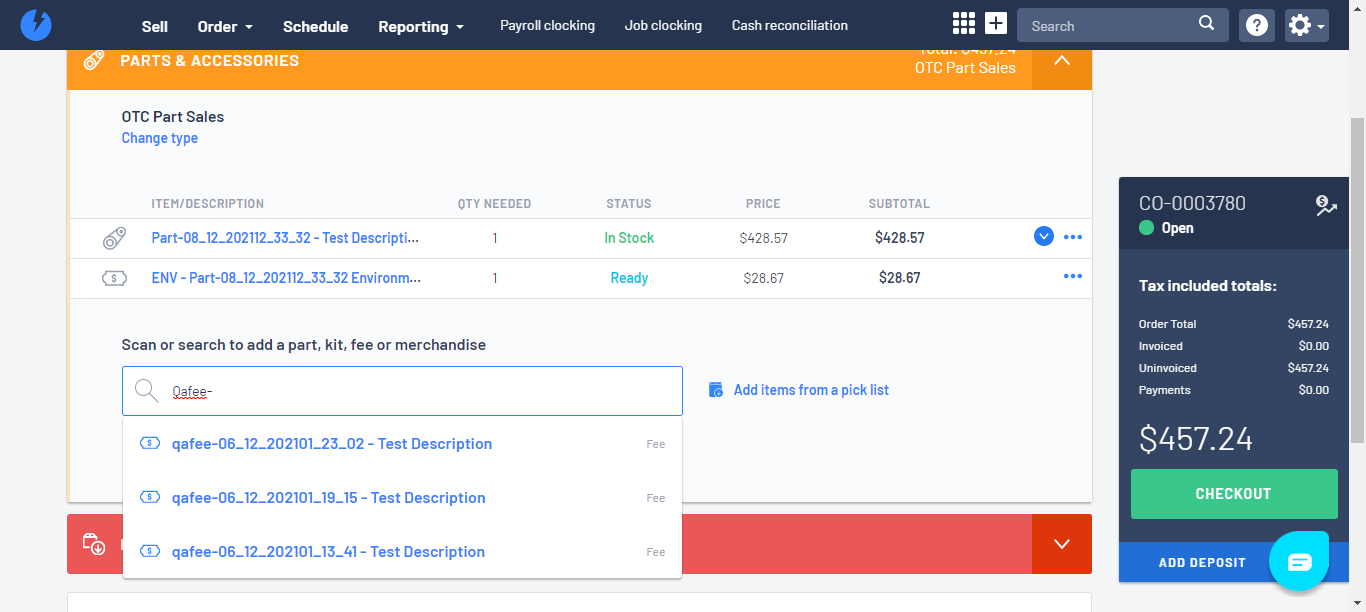 Sell Order Schedule Reporting Payroll clocking Job clocking Cash reconciliation Search
PARTS & ACCESSORIES
Total: $457.24
OTC Part Sales
OTC Part Sales
Change type
ITEM/DESCRIPTION QTY NEEDED STATUS PRICE SUBTOTAL
Part-08_12_202112_33_32 - Test Descripti... 1 In Stock $428.57 $428.57
ENV - Part-08_12_202112_33_32 Environm... 1 Ready $28.67 $28.67
Scan or search to add a part, kit, fee or merchandise
Qafee-
Add items from a pick list
qafee-06_12_202101_23_02 - Test Description Fee
qafee-06_12_202101_19_15 - Test Description Fee
qafee-06_12_202101_13_41 - Test Description Fee
CO-0003780
Open
Tax included totals:
Order Total $457.24
Invoiced $0.00
Uninvoiced $457.24
Payments $0.00
$457.24
CHECKOUT
ADD DEPOSIT